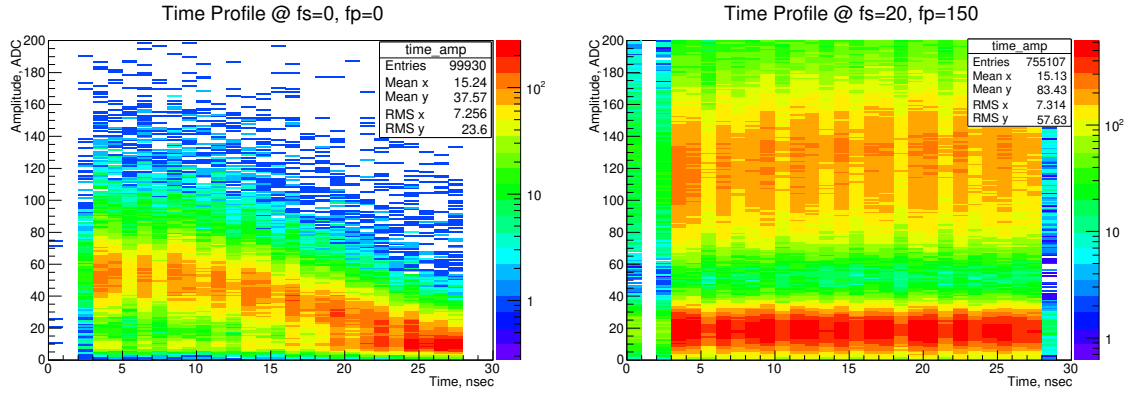 Time Profile @ fs=0, fp=0
Amplitude, ADC
200
180
160
140
120
100
80
60
40
20
0
0 5 10 15 20 25 30
Time, nsec
time_amp
Entries 99930
Mean x 15.24
Mean y 37.57
RMS x 7.256
RMS y 23.6
10²
10
1
Time Profile @ fs=20, fp=150
Amplitude, ADC
200
180
160
140
120
100
80
60
40
20
0
0 5 10 15 20 25 30
Time, nsec
time_amp
Entries 755107
Mean x 15.13
Mean y 83.43
RMS x 7.314
RMS y 57.63
10²
10
1